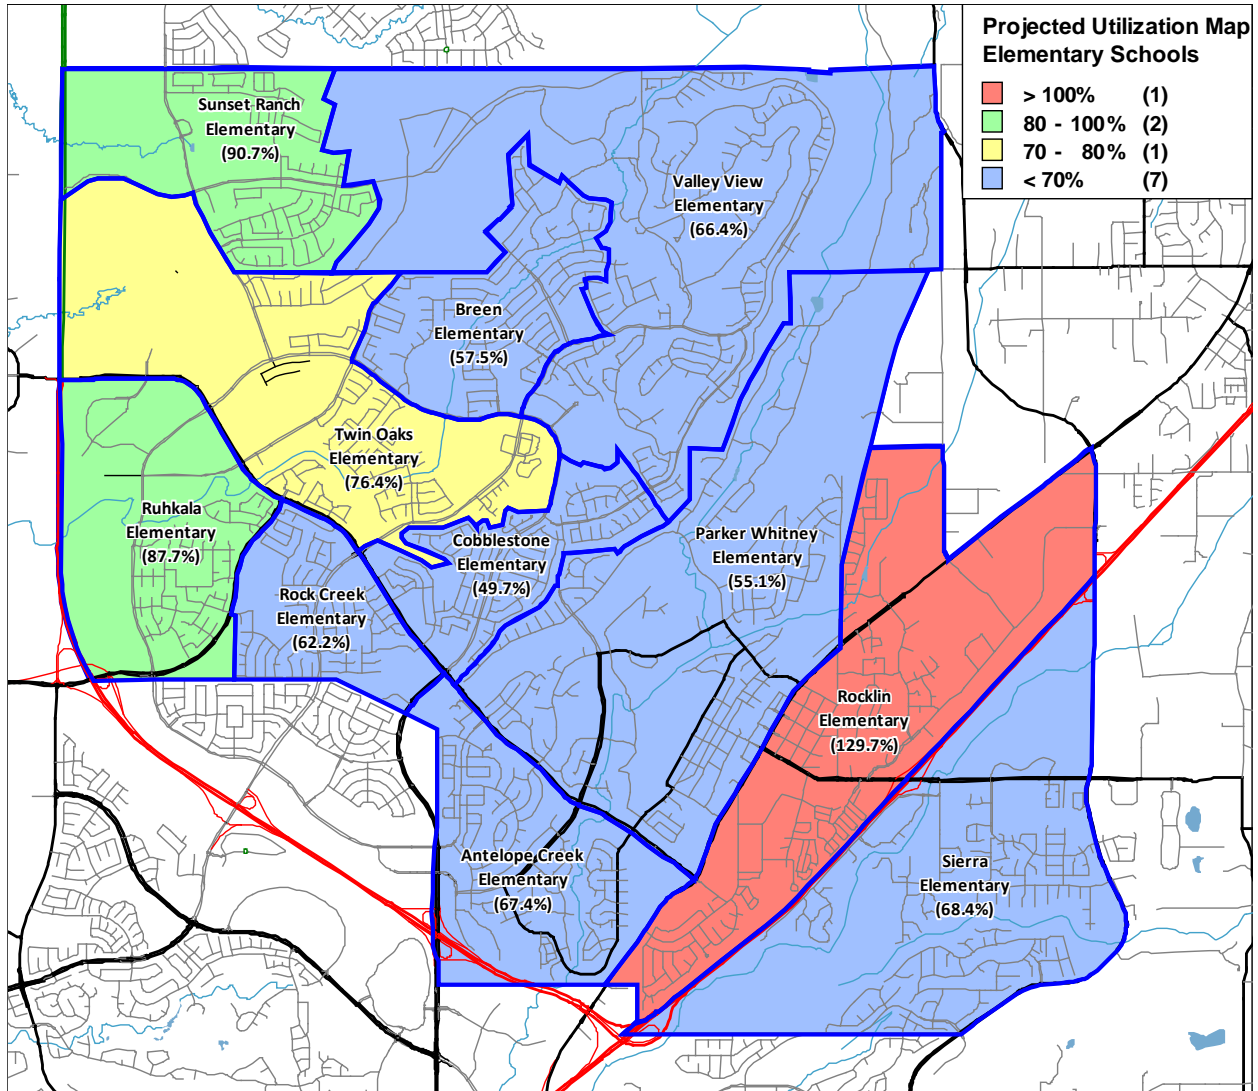 Projected Utilization Map
Elementary Schools
> 100% (1)
80 - 100% (2)
70 - 80% (1)
< 70% (7)
Sunset Ranch
Elementary
(90.7%)
Valley View
Elementary
(66.4%)
Breen
Elementary
(57.5%)
Twin Oaks
Elementary
(76.4%)
Ruhkala
Elementary
(87.7%)
Cobblestone
Elementary
(49.7%)
Parker Whitney
Elementary
(55.1%)
Rock Creek
Elementary
(62.2%)
Rocklin
Elementary
(129.7%)
Antelope Creek
Elementary
(67.4%)
Sierra
Elementary
(68.4%)